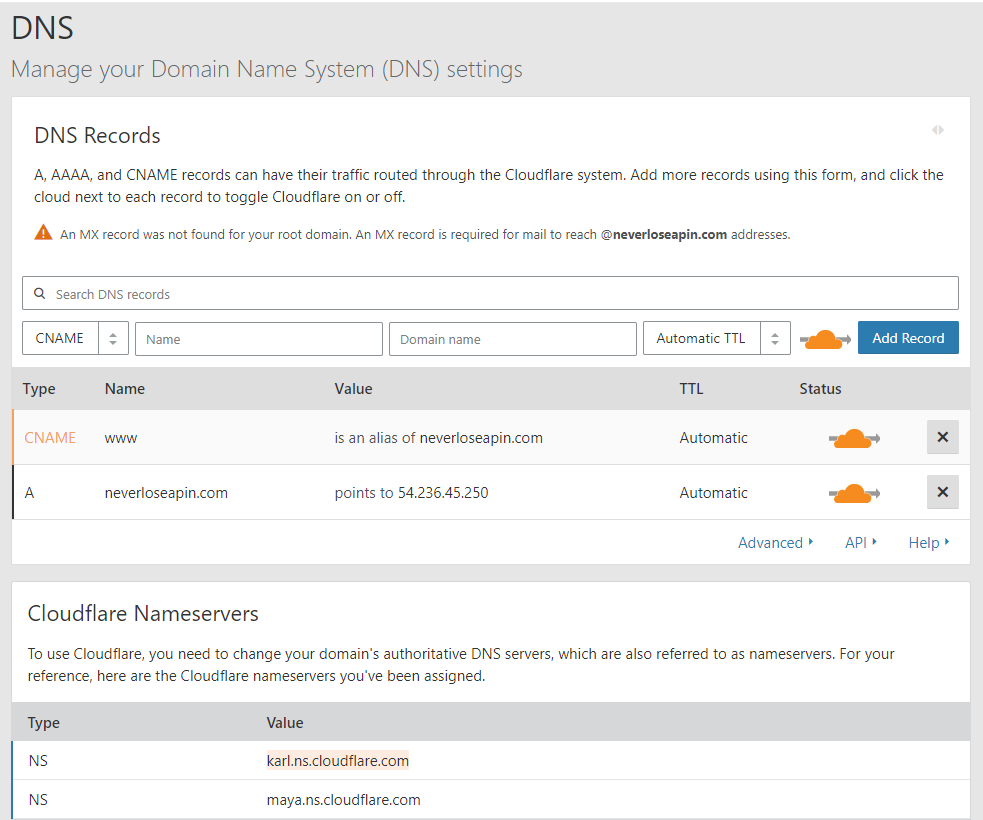 DNS
Manage your Domain Name System (DNS) settings
DNS Records
A, AAAA, and CNAME records can have their traffic routed through the Cloudflare system. Add more records using this form, and click the
cloud next to each record to toggle Cloudflare on or off.
An MX record was not found for your root domain. An MX record is required for mail to reach @neverloseapin.com addresses.
Search DNS records
CNAME Name Domain name Automatic TTL Add Record
Type Name Value TTL Status
CNAME www is an alias of neverloseapin.com Automatic
A neverloseapin.com points to 54.236.45.250 Automatic
Advanced API Help
Cloudflare Nameservers
To use Cloudflare, you need to change your domain's authoritative DNS servers, which are also referred to as nameservers. For your
reference, here are the Cloudflare nameservers you've been assigned.
Type Value
NS karl.ns.cloudflare.com
NS maya.ns.cloudflare.com